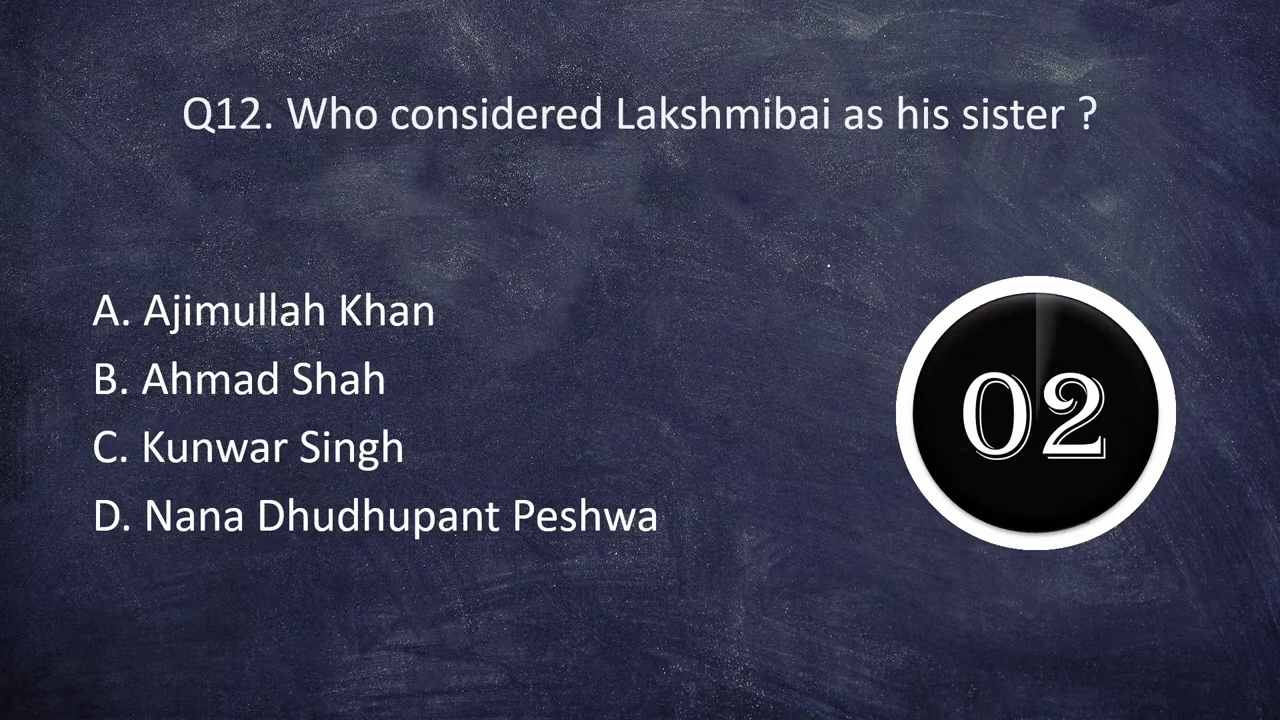 Q12. Who considered Lakshmibai as his sister ?
A. Ajimullah Khan
B. Ahmad Shah
C. Kunwar Singh
D. Nana Dhudhupant Peshwa
02